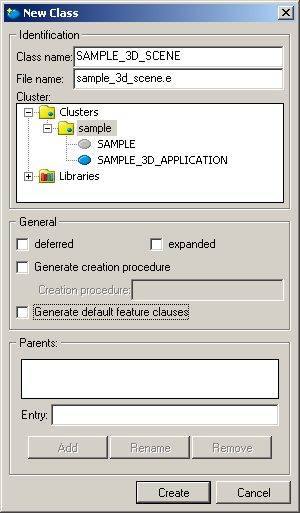 New Class
Identification
Class name: SAMPLE_3D_SCENE
File name: sample_3d_scene.e
Cluster:
Clusters
sample
SAMPLE
SAMPLE_3D_APPLICATION
Libraries
General
deferred expanded
Generate creation procedure
Creation procedure:
Generate default feature clauses
Parents:
Entry:
Add Rename Remove
Create Cancel